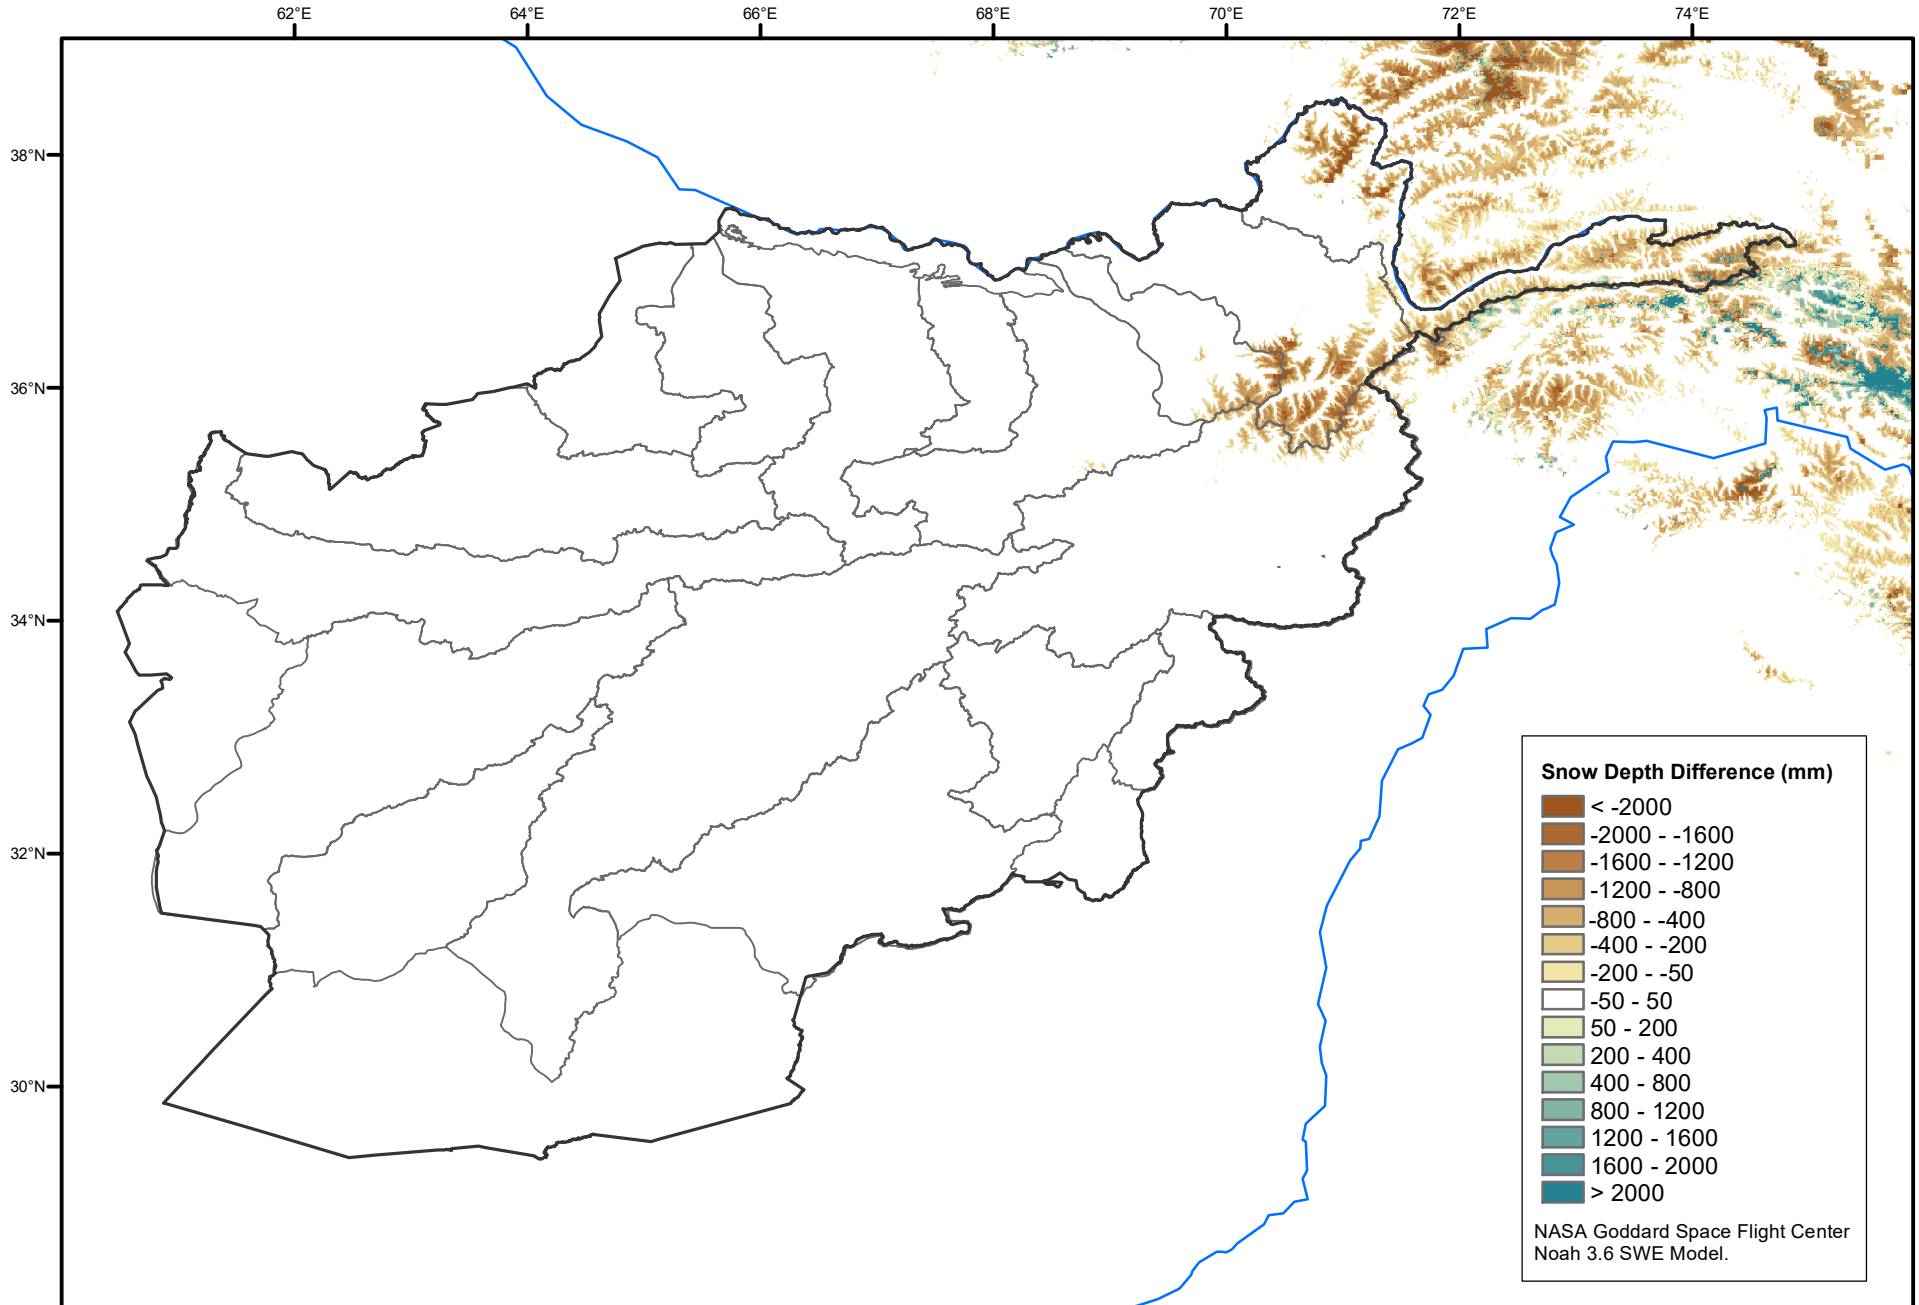 62°E 64°E 66°E 68°E 70°E 72°E 74°E
38°N
36°N
34°N
32°N
30°N
Snow Depth Difference (mm)
< -2000
-2000 - -1600
-1600 - -1200
-1200 - -800
-800 - -400
-400 - -200
-200 - -50
-50 - 50
50 - 200
200 - 400
400 - 800
800 - 1200
1200 - 1600
1600 - 2000
> 2000
NASA Goddard Space Flight Center
Noah 3.6 SWE Model.